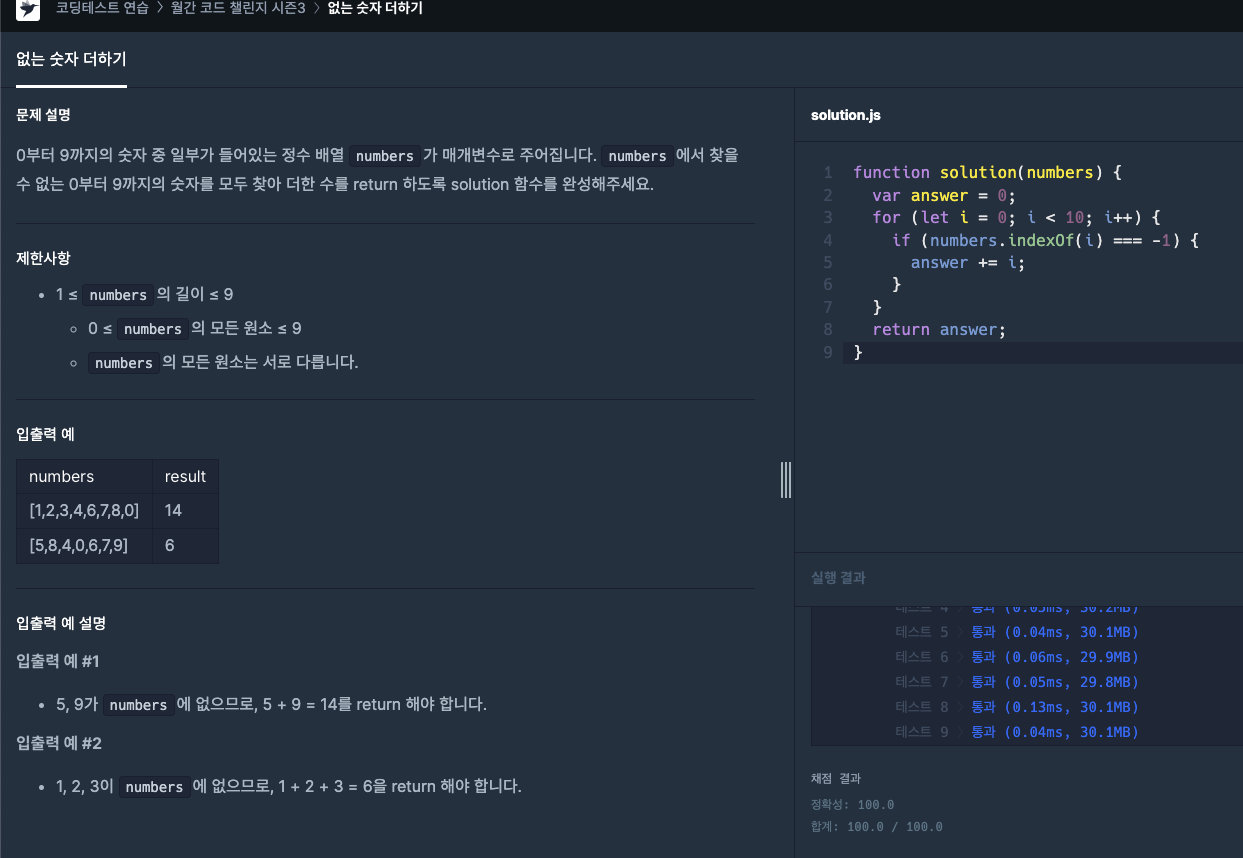 코딩테스트 연습 > 월간 코드 챌린지 시즌3 > 없는 숫자 더하기
없는 숫자 더하기
문제 설명
0부터 9까지의 숫자 중 일부가 들어있는 정수 배열 numbers 가 매개변수로 주어집니다. numbers 에서 찾을
수 없는 0부터 9까지의 숫자를 모두 찾아 더한 수를 return 하도록 solution 함수를 완성해주세요.
제한사항
• 1 ≤ numbers 의 길이 ≤ 9
◦ 0 ≤ numbers 의 모든 원소 ≤ 9
◦ numbers 의 모든 원소는 서로 다릅니다.
입출력 예
numbers result
[1,2,3,4,6,7,8,0] 14
[5,8,4,0,6,7,9] 6
입출력 예 설명
입출력 예 #1
• 5, 9가 numbers 에 없으므로, 5 + 9 = 14를 return 해야 합니다.
입출력 예 #2
• 1, 2, 3이 numbers 에 없으므로, 1 + 2 + 3 = 6을 return 해야 합니다.
solution.js
1 function solution(numbers) {
2 var answer = 0;
3 for (let i = 0; i < 10; i++) {
4 if (numbers.indexOf(i) === -1) {
5 answer += i;
6 }
7 }
8 return answer;
9 }
실행 결과
테스트 4 > 통과 (0.05ms, 30.2MB)
테스트 5 > 통과 (0.04ms, 30.1MB)
테스트 6 > 통과 (0.06ms, 29.9MB)
테스트 7 > 통과 (0.05ms, 29.8MB)
테스트 8 > 통과 (0.13ms, 30.1MB)
테스트 9 > 통과 (0.04ms, 30.1MB)
채점 결과
정확성: 100.0
합계: 100.0 / 100.0